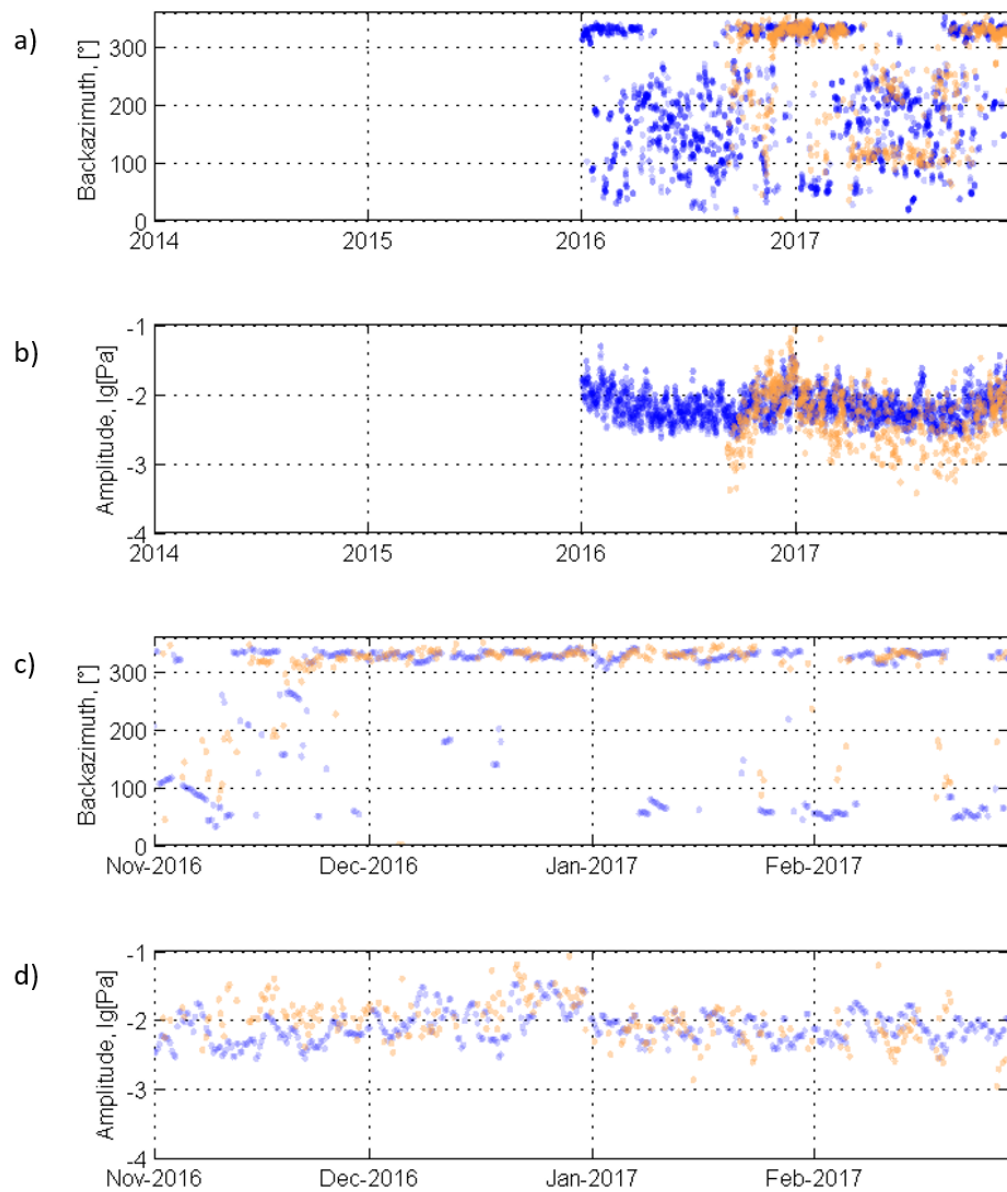 a)
Backazimuth, [°]
300
200
100
0
2014 2015 2016 2017
b)
Amplitude, lg[Pa]
-1
-2
-3
-4
2014 2015 2016 2017
c)
Backazimuth, [°]
300
200
100
0
Nov-2016 Dec-2016 Jan-2017 Feb-2017
d)
Amplitude, lg[Pa]
-1
-2
-3
-4
Nov-2016 Dec-2016 Jan-2017 Feb-2017